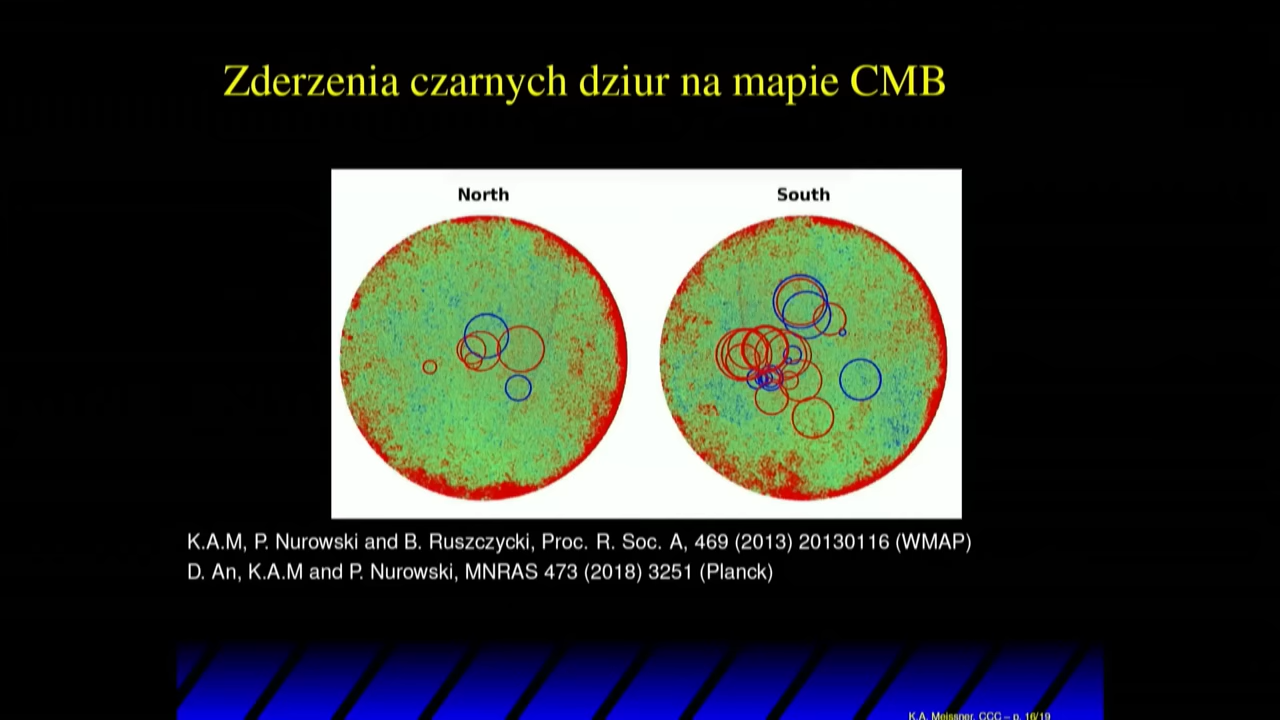 Zderzenia czarnych dziur na mapie CMB
North South
K.A.M, P. Nurowski and B. Ruszczycki, Proc. R. Soc. A, 469 (2013) 20130116 (WMAP)
D. An, K.A.M and P. Nurowski, MNRAS 473 (2018) 3251 (Planck)
K.A. Meissner, CCC – p. 16/19